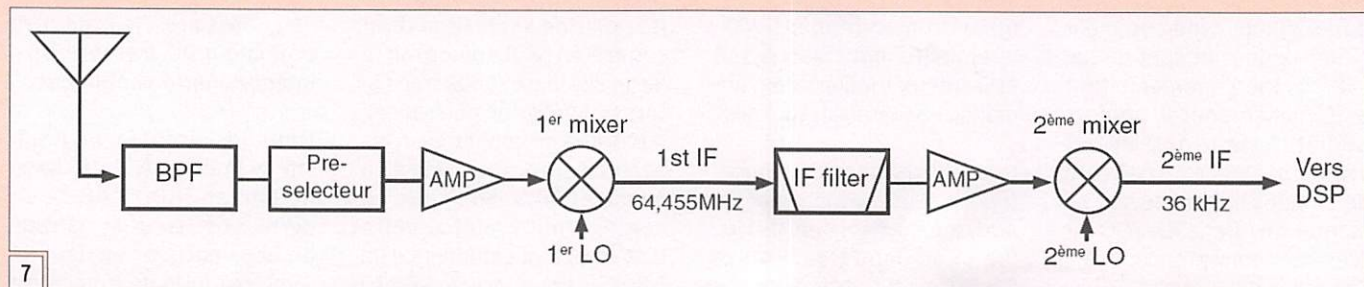 BPF
Pre-
selecteur
AMP
1er mixer
1er LO
1st IF
64,455MHz
IF filter
AMP
2ème mixer
2ème LO
2ème IF
36 kHz
Vers
DSP
7